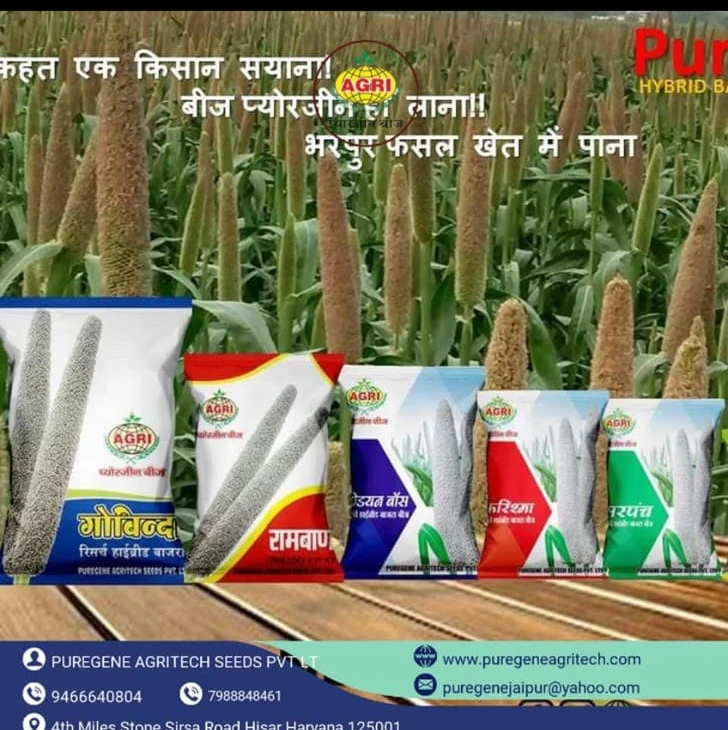 कहत एक किसान सयाना!
बीज प्योरजीन ही लाना!!
भरपुर फसल खेत में पाना
Pur
HYBRID BA
AGRI
AGRI
प्योरजीन बीज
गोविन्द
रिसर्च हाईब्रीड बाजरा
PUREGENE AGRITECH SEEDS PVT. L
AGRI
प्योरजीन बीज
रामबाण
AGRI
डियन बॉस
AGRI
करिश्मा
AGRI
सरपंच
PUREGENE AGRITECH SEEDS PVT LT
9466640804
7988848461
4th Miles Stone Sirsa Road Hisar Haryana 125001
www.puregeneagritech.com
puregenejaipur@yahoo.com